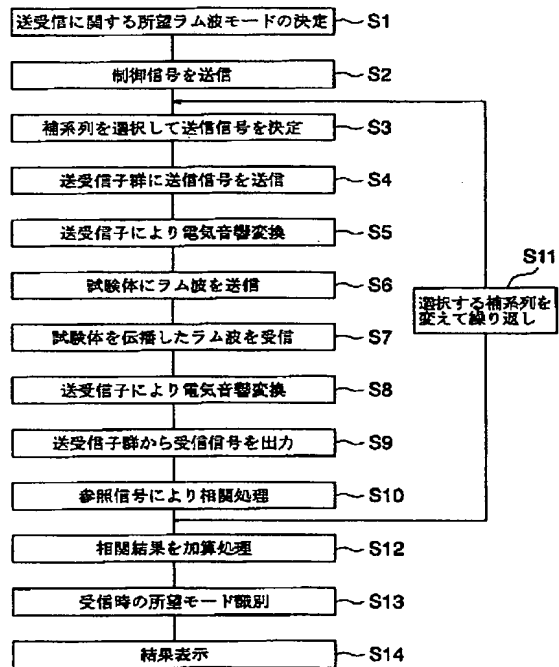 送受信に関する所望ラム波モードの決定 S1
制御信号を送信 S2
補系列を選択して送信信号を決定 S3
送受信子群に送信信号を送信 S4
送受信子により電気音響変換 S5
試験体にラム波を送信 S6
試験体を伝播したラム波を受信 S7
送受信子により電気音響変換 S8
送受信子群から受信信号を出力 S9
参照信号により相関処理 S10
S11
選択する補系列を
変えて繰り返し
相関結果を加算処理 S12
受信時の所望モード識別 S13
結果表示 S14